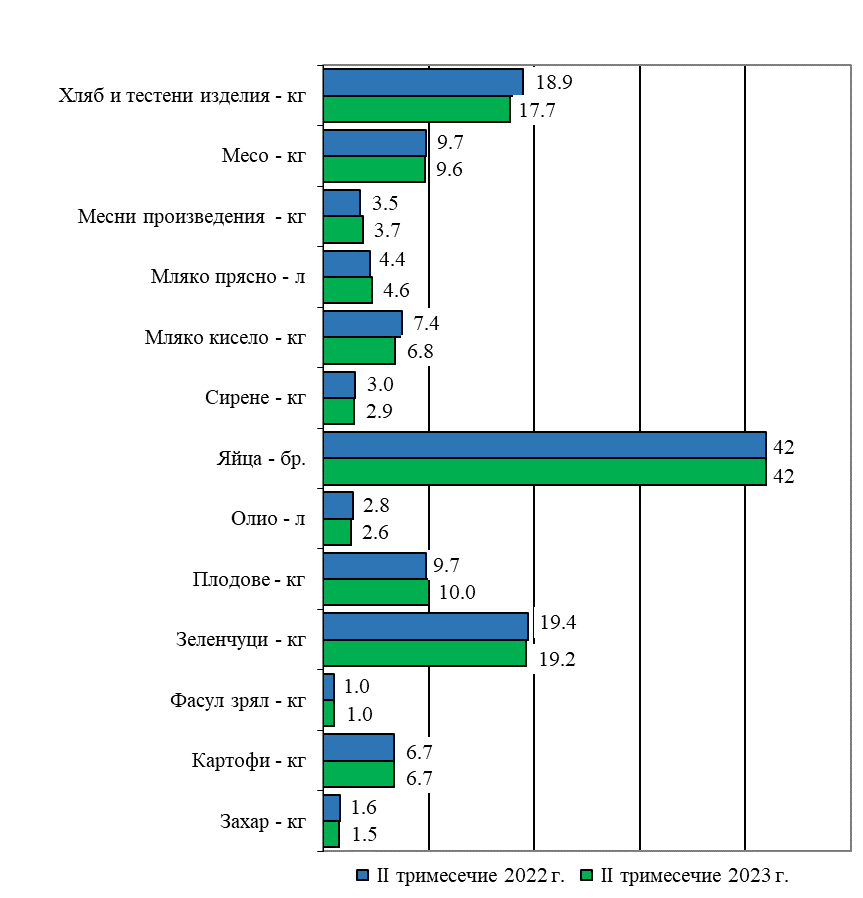 Хляб и тестени изделия - кг 18.9
17.7
Месо - кг 9.7
9.6
Месни произведения - кг 3.5
3.7
Мляко прясно - л 4.4
4.6
Мляко кисело - кг 7.4
6.8
Сирене - кг 3.0
2.9
Яйца - бр. 42
42
Олио - л 2.8
2.6
Плодове - кг 9.7
10.0
Зеленчуци - кг 19.4
19.2
Фасул зрял - кг 1.0
1.0
Картофи - кг 6.7
6.7
Захар - кг 1.6
1.5
II тримесечие 2022 г. II тримесечие 2023 г.